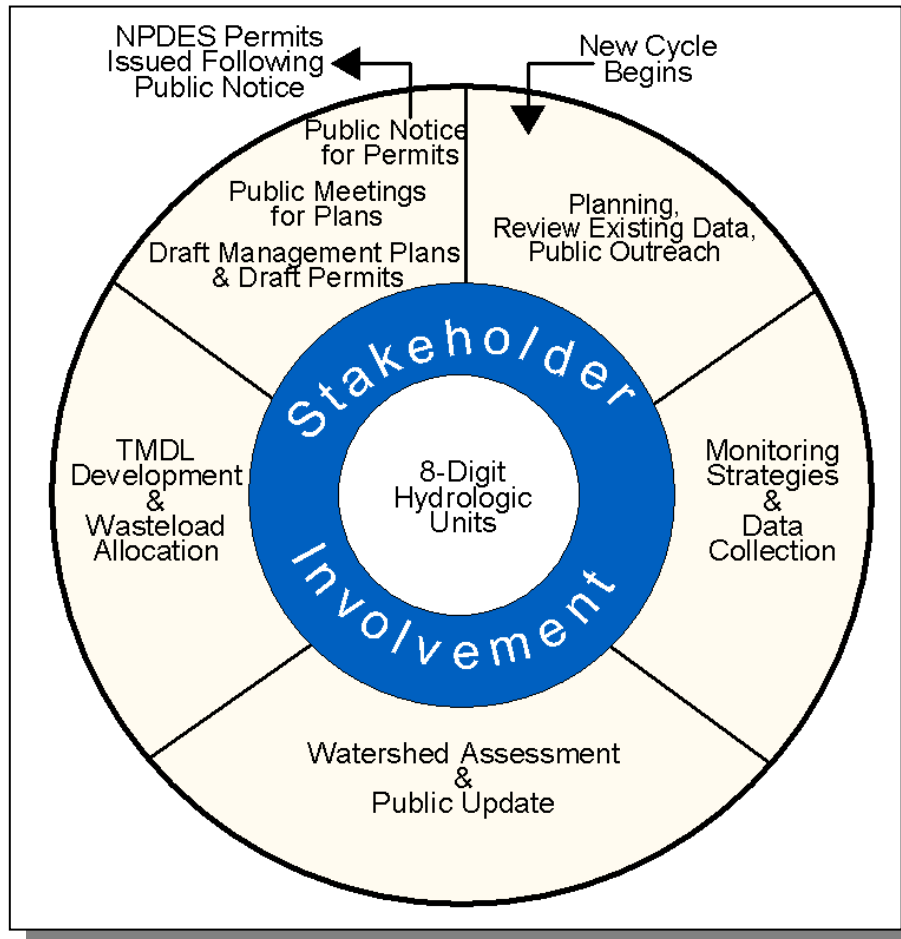 NPDES Permits
Issued Following
Public Notice
New Cycle
Begins
Public Notice
for Permits
Public Meetings
for Plans
Draft Management Plans
& Draft Permits
Planning,
Review Existing Data,
Public Outreach
Stakeholder
Involvement
8-Digit
Hydrologic
Units
TMDL
Development
&
Wasteload
Allocation
Monitoring
Strategies
&
Data
Collection
Watershed Assessment
&
Public Update